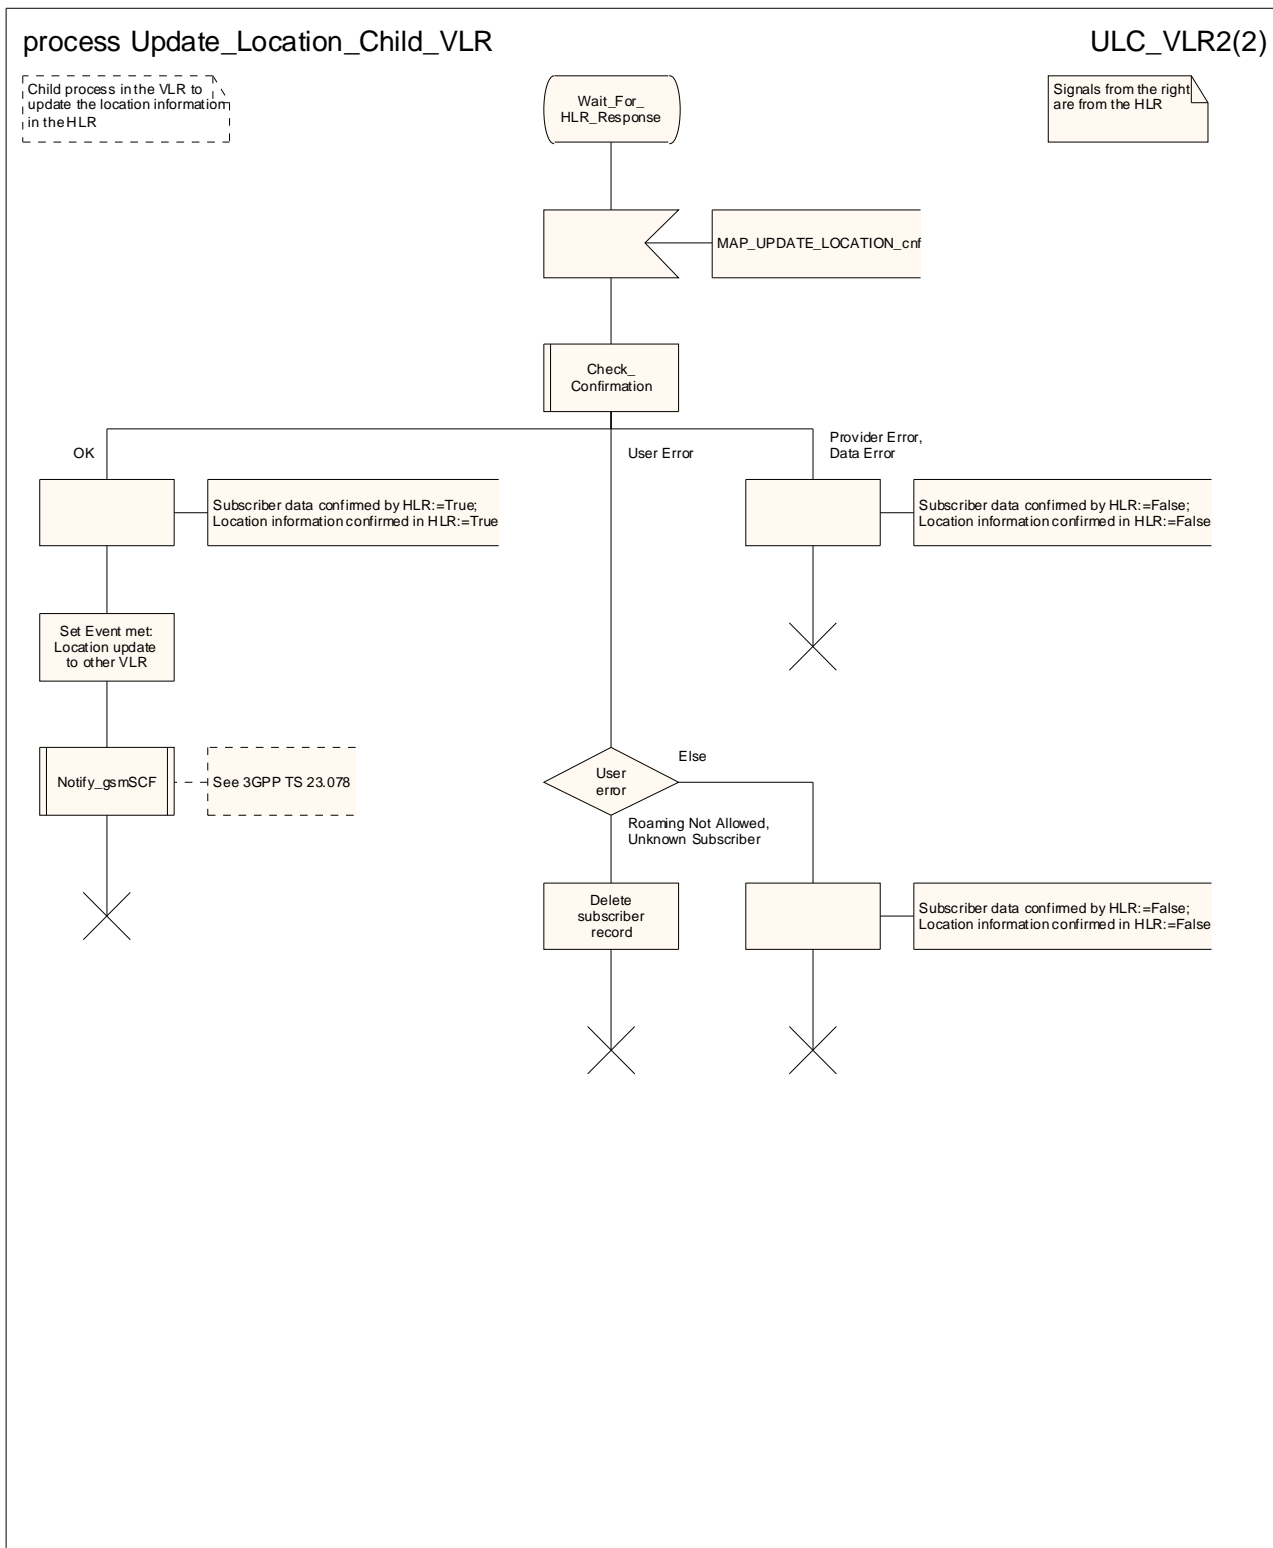 process Update_Location_Child_VLR
ULC_VLR2(2)
Child process in the VLR to
update the location information
in the HLR
Wait_For_
HLR_Response
Signals from the right
are from the HLR
MAP_UPDATE_LOCATION_cnf
Check_
Confirmation
OK
User Error
Provider Error,
Data Error
Subscriber data confirmed by HLR:=True;
Location information confirmed in HLR:=True
Subscriber data confirmed by HLR:=False;
Location information confirmed in HLR:=False
Set Event met:
Location update
to other VLR
Notify_gsmSCF
See 3GPP TS 23.078
User
error
Else
Roaming Not Allowed,
Unknown Subscriber
Delete
subscriber
record
Subscriber data confirmed by HLR:=False;
Location information confirmed in HLR:=False